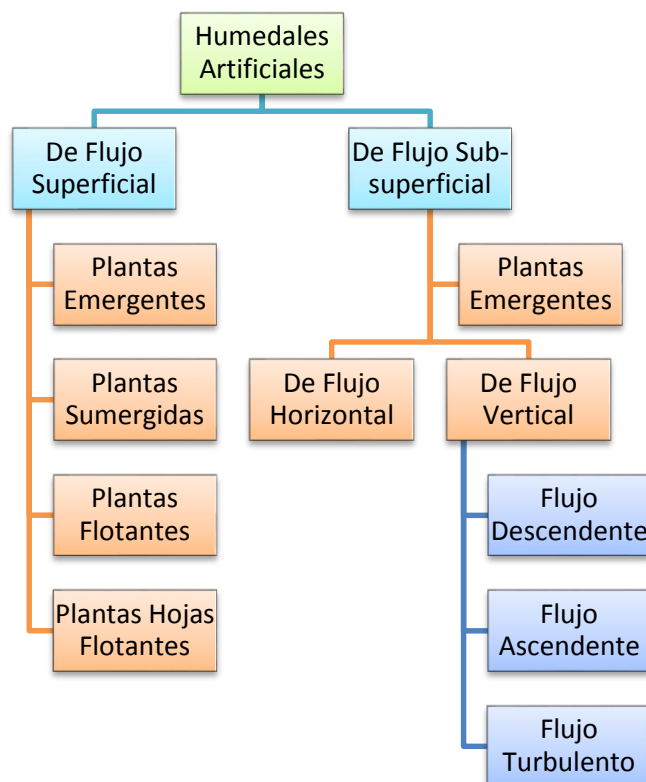 Humedales
Artificiales
De Flujo
Superficial
De Flujo Sub-
superficial
Plantas
Emergentes
Plantas
Sumergidas
Plantas
Flotantes
Plantas Hojas
Flotantes
Plantas
Emergentes
De Flujo
Horizontal
De Flujo
Vertical
Flujo
Descendente
Flujo
Ascendente
Flujo
Turbulento